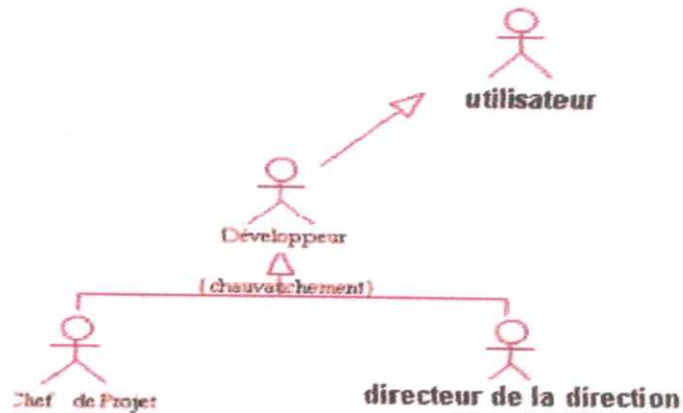 utilisateur
Développeur
{chauvatchement}
Chef de Projet
directeur de la direction